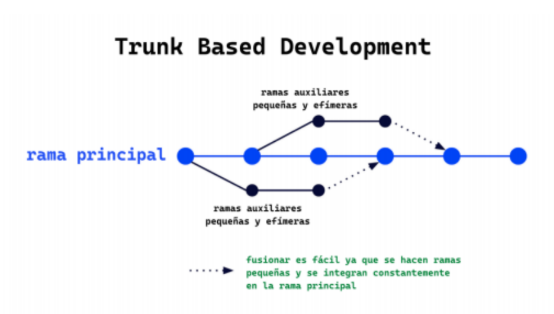 Trunk Based Development
ramas auxiliares
pequeñas y efímeras
rama principal
ramas auxiliares
pequeñas y efímeras
fusionar es fácil ya que se hacen ramas
pequeñas y se integran constantemente
en la rama principal